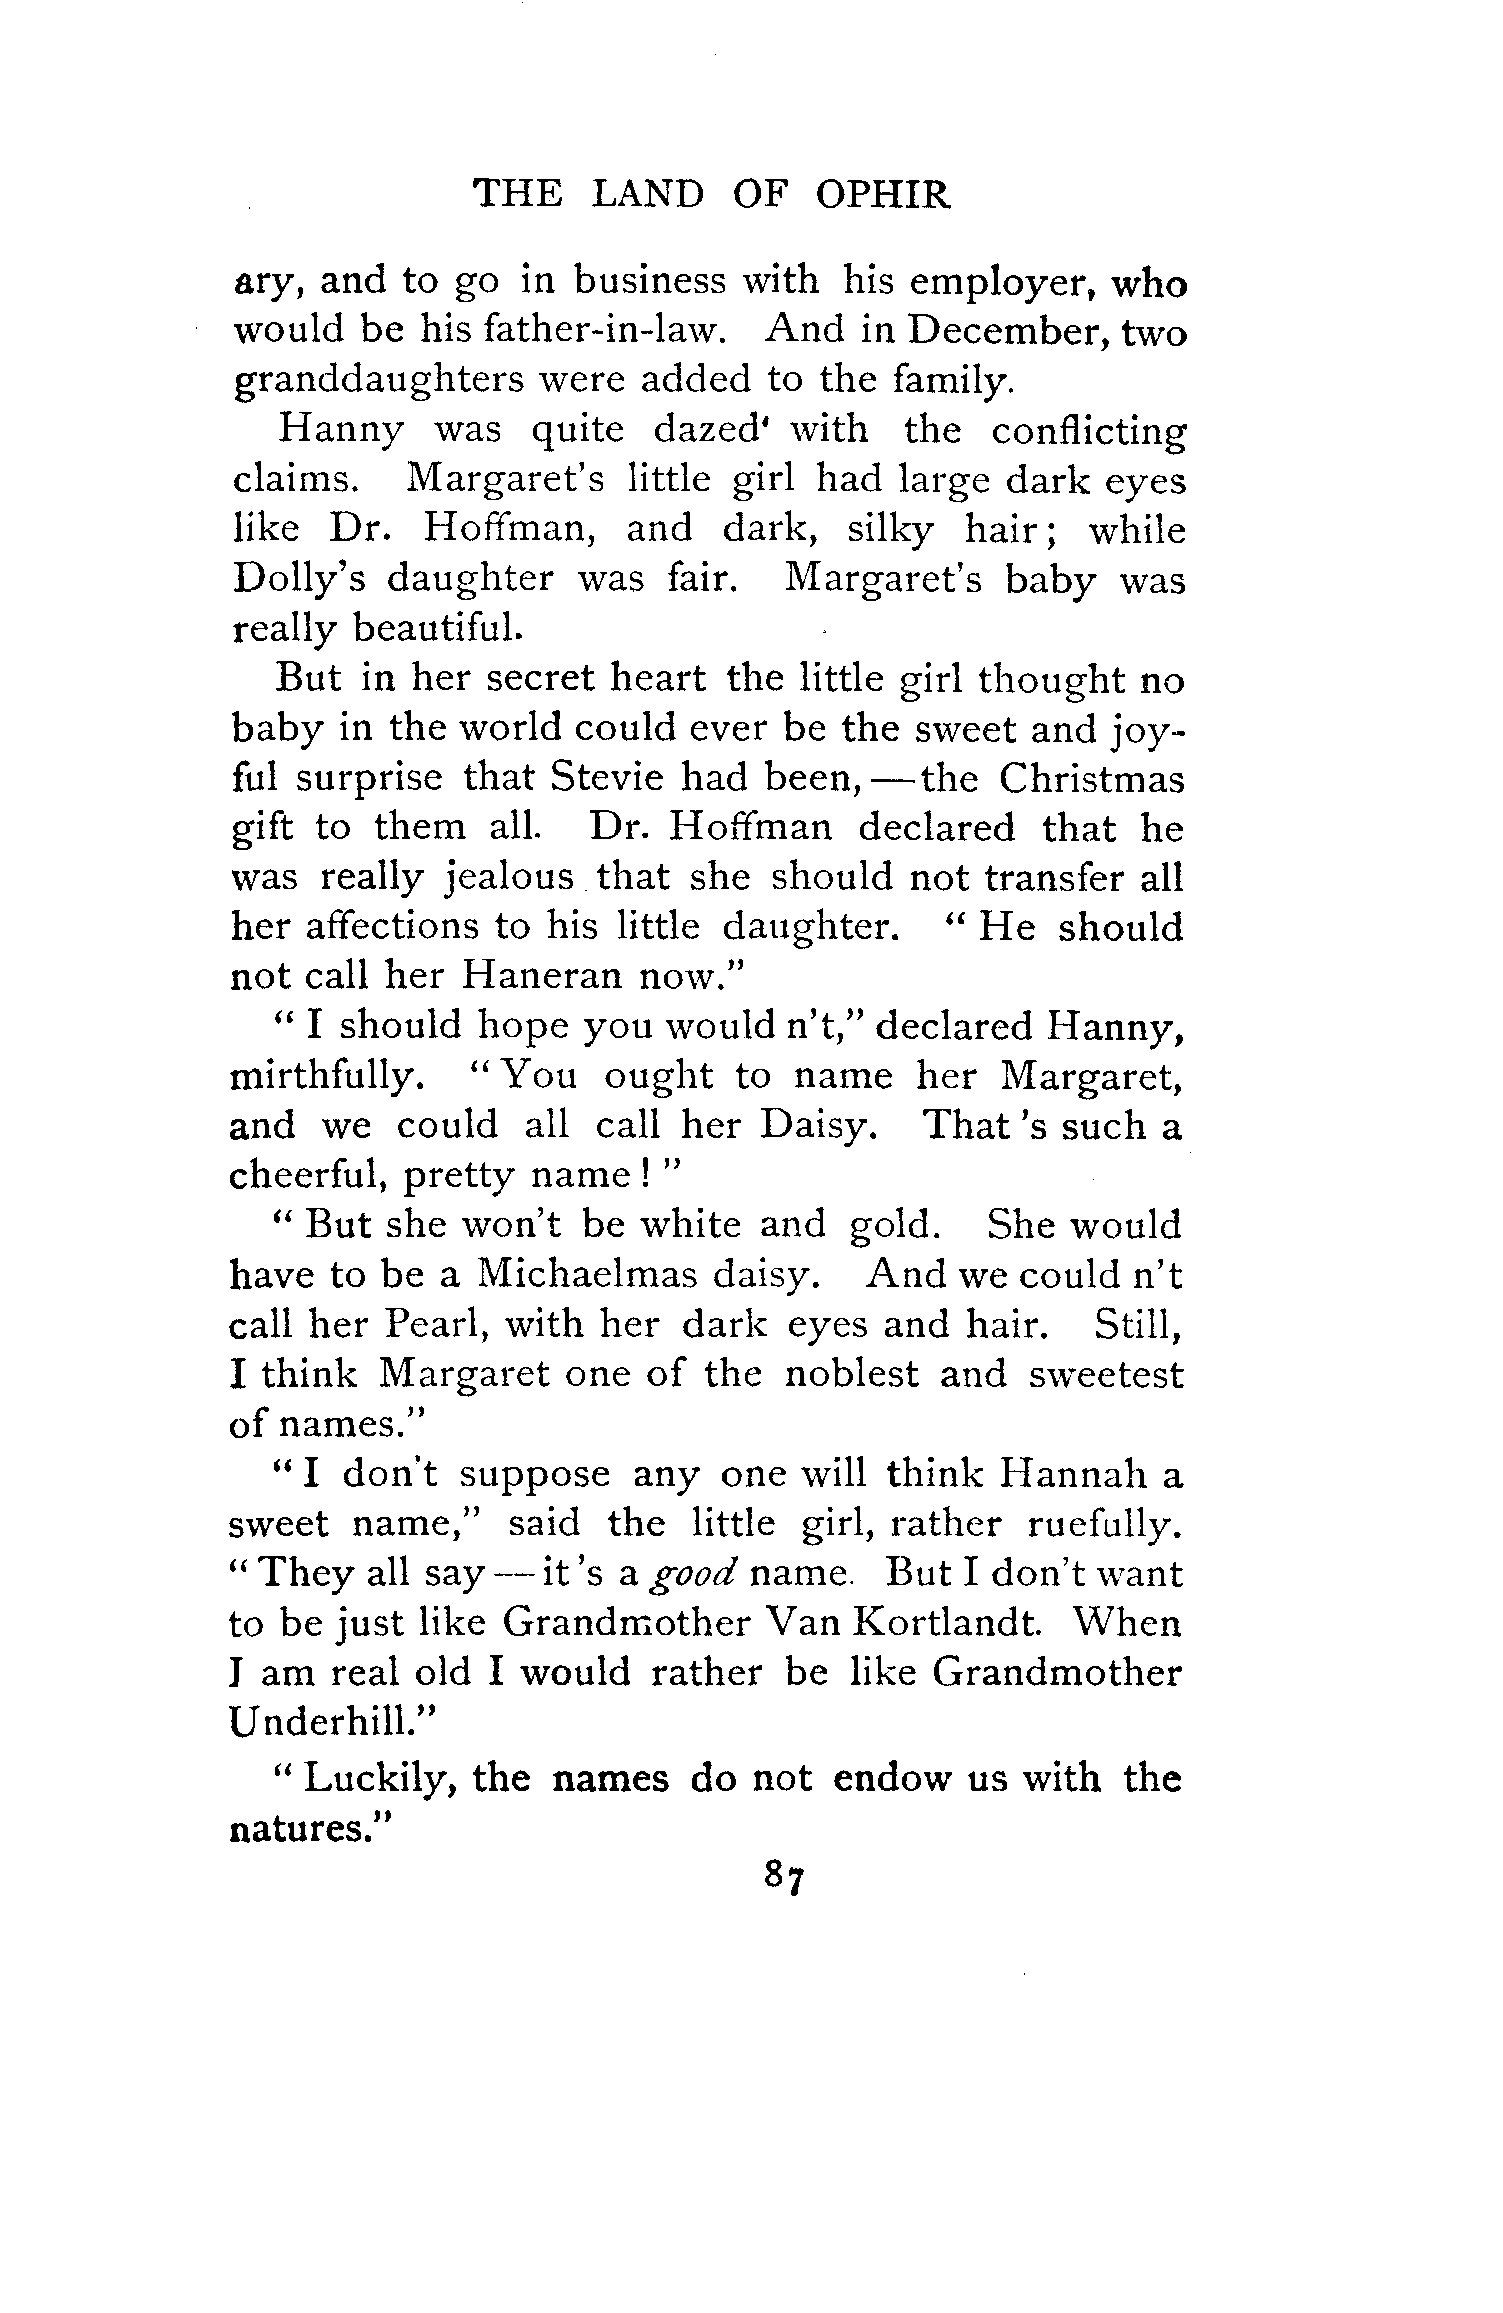 THE LAND OF OPHIR
ary, and to go in business with his employer, who
would be his father-in-law. And in December, two
granddaughters were added to the family.
Hanny was quite dazed' with the conflicting
claims. Margaret's little girl had large dark eyes
like Dr. Hoffman, and dark, silky hair; while
Dolly's daughter was fair. Margaret's baby was
really beautiful.
But in her secret heart the little girl thought no
baby in the world could ever be the sweet and joy-
ful surprise that Stevie had been, — the Christmas
gift to them all. Dr. Hoffman declared that he
was really jealous that she should not transfer all
her affections to his little daughter. "He should
not call her Haneran now."
"I should hope you would n't," declared Hanny,
mirthfully. "You ought to name her Margaret,
and we could all call her Daisy. That 's such a
cheerful, pretty name!"
"But she won't be white and gold. She would
have to be a Michaelmas daisy. And we could n't
call her Pearl, with her dark eyes and hair. Still,
I think Margaret one of the noblest and sweetest
of names."
"I don't suppose any one will think Hannah a
sweet name," said the little girl, rather ruefully.
"They all say — it 's a good name. But I don't want
to be just like Grandmother Van Kortlandt. When
I am real old I would rather be like Grandmother
Underhill."
"Luckily, the names do not endow us with the
natures."
87